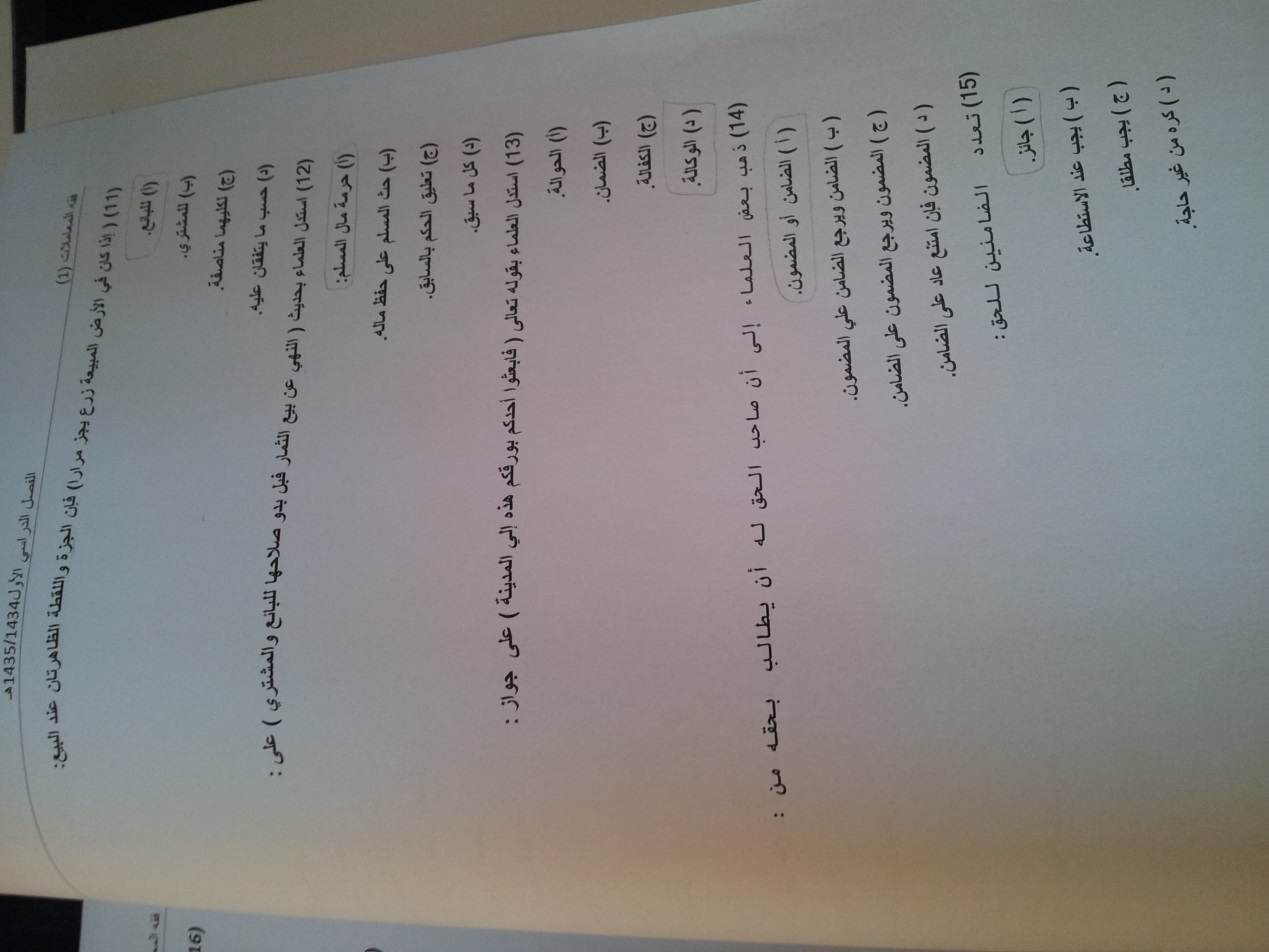 فقه المعاملات (1)
الفصل الدراسي الأول1435/1434هـ
(11) ( إذا كان في الأرض المبيعة زرع يجز مرارا) فإن الجزة واللقطة الظاهرتان عند البيع:
(أ) للبائع.
(ب) للمشتري.
(ج) لكليهما مناصفة.
(د) حسب ما يتفقان عليه.
(12) استدل العلماء بحديث ( النهي عن بيع الثمار قبل بدو صلاحها للبائع والمشتري ) على :
(أ) حرمة مال المسلم:
(ب) حث المسلم على حفظ ماله.
(ج) تعليق الحكم بالسابق.
(د) كل ما سبق.
(13) استدل العلماء بقوله تعالى ( فابعثوا أحدكم بورقكم هذه إلي المدينة ) على جواز :
(أ) الحوالة.
(ب) الضمان.
(ج) الكفالة.
(د) الوكالة.
(14) ذهب بعض العلماء إلى أن صاحب الحق له أن يطالب بحقه من :
( أ ) الضامن أو المضمون.
( ب ) الضامن ويرجع الضامن علي المضمون.
( ج ) المضمون ويرجع المضمون على الضامن.
( د ) المضمون فإن امتنع عاد على الضامن.
(15) تعدد الضامنين للحق :
( أ ) جائز.
( ب ) يجب عند الاستطاعة.
( ج ) يجب مطلقا.
( د ) كره من غير حاجة.
16)